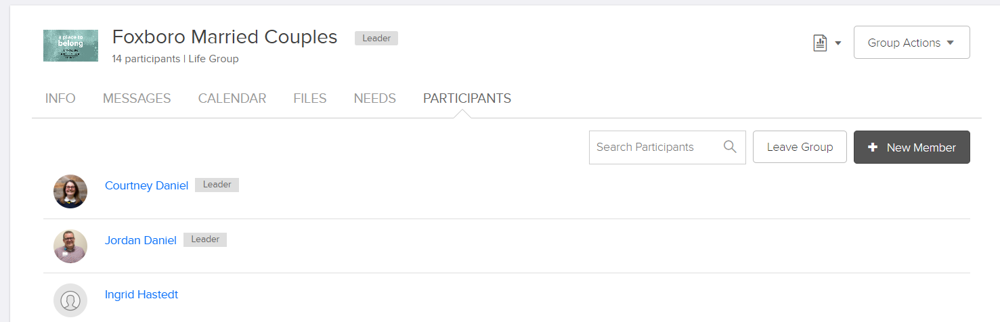 a place to
belong
Foxboro Married Couples
Leader
14 participants | Life Group
Group Actions
INFO MESSAGES CALENDAR FILES NEEDS PARTICIPANTS
Search Participants
Leave Group
New Member
Courtney Daniel Leader
Jordan Daniel Leader
Ingrid Hastedt